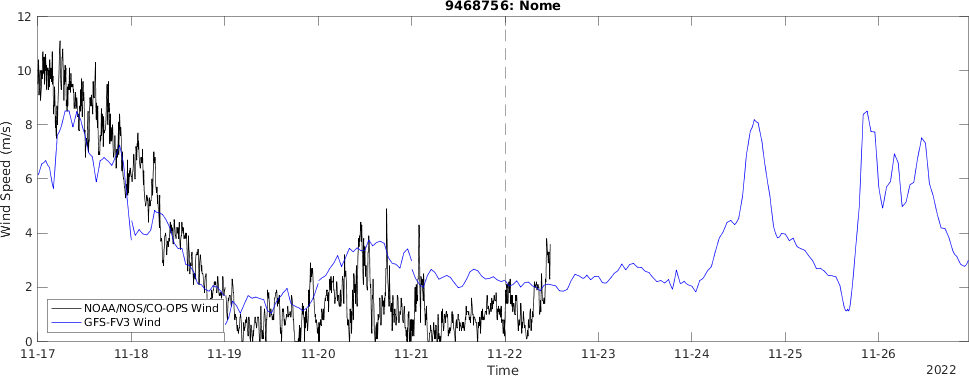 9468756: Nome
12
10
8
6
4
2
0
Wind Speed (m/s)
NOAA/NOS/CO-OPS Wind
GFS-FV3 Wind
11-17 11-18 11-19 11-20 11-21 11-22 11-23 11-24 11-25 11-26
Time
2022